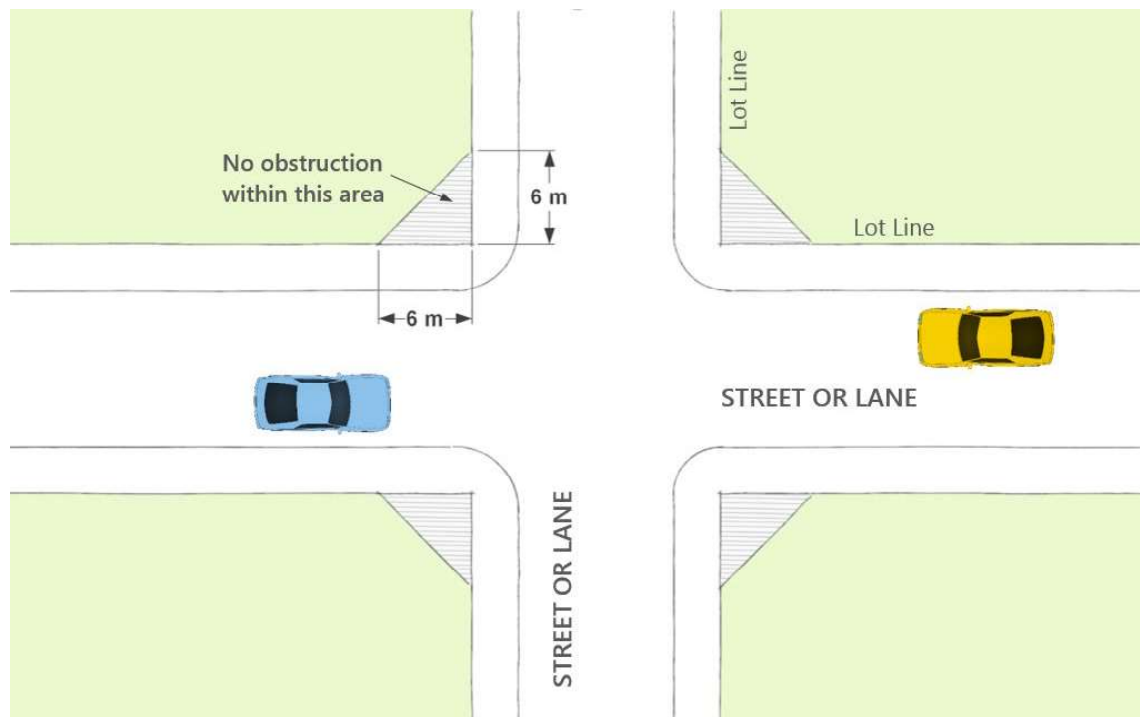 No obstruction
within this area
6 m
6 m
Lot Line
Lot Line
STREET OR LANE
STREET OR LANE